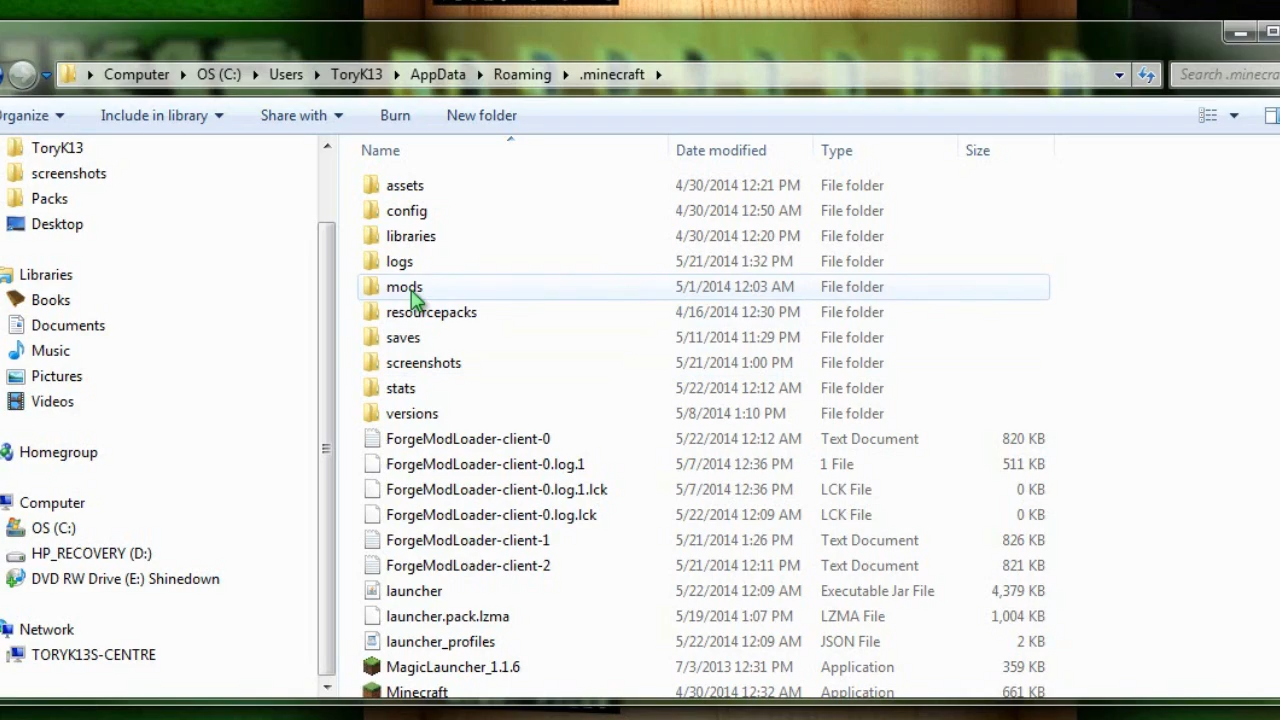 Computer OS (C:) Users ToryK13 AppData Roaming .minecraft Search .minecra
Organize Include in library Share with Burn New folder
Name Date modified Type Size
ToryK13
screenshots
Packs
Desktop
Libraries
Books
Documents
Music
Pictures
Videos
Homegroup
Computer
OS (C:)
HP_RECOVERY (D:)
DVD RW Drive (E:) Shinedown
Network
TORYK13S-CENTRE
assets 4/30/2014 12:21 PM File folder
config 4/30/2014 12:50 AM File folder
libraries 4/30/2014 12:20 PM File folder
logs 5/21/2014 1:32 PM File folder
mods 5/1/2014 12:03 AM File folder
resourcepacks 4/16/2014 12:30 PM File folder
saves 5/11/2014 11:29 PM File folder
screenshots 5/21/2014 1:00 PM File folder
stats 5/22/2014 12:12 AM File folder
versions 5/8/2014 1:10 PM File folder
ForgeModLoader-client-0 5/22/2014 12:12 AM Text Document 820 KB
ForgeModLoader-client-0.log.1 5/7/2014 12:36 PM 1 File 511 KB
ForgeModLoader-client-0.log.1.lck 5/7/2014 12:36 PM LCK File 0 KB
ForgeModLoader-client-0.log.lck 5/22/2014 12:09 AM LCK File 0 KB
ForgeModLoader-client-1 5/21/2014 1:26 PM Text Document 826 KB
ForgeModLoader-client-2 5/21/2014 12:11 PM Text Document 821 KB
launcher 5/22/2014 12:09 AM Executable Jar File 4,379 KB
launcher.pack.lzma 5/19/2014 1:07 PM LZMA File 1,004 KB
launcher_profiles 5/22/2014 12:09 AM JSON File 2 KB
MagicLauncher_1.1.6 7/3/2013 12:31 PM Application 359 KB
Minecraft 4/30/2014 12:32 AM Application 661 KB